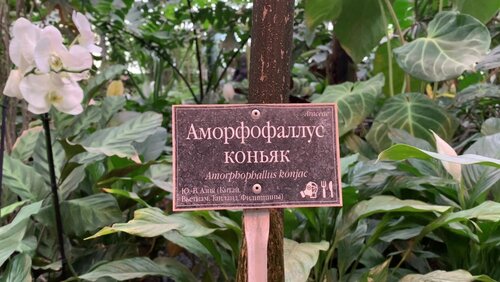 Araceae
Аморфофаллус
коньяк
Amorphophallus konjac
Ю-В Азия (Китай,
Вьетнам, Таиланд, Филиппины)